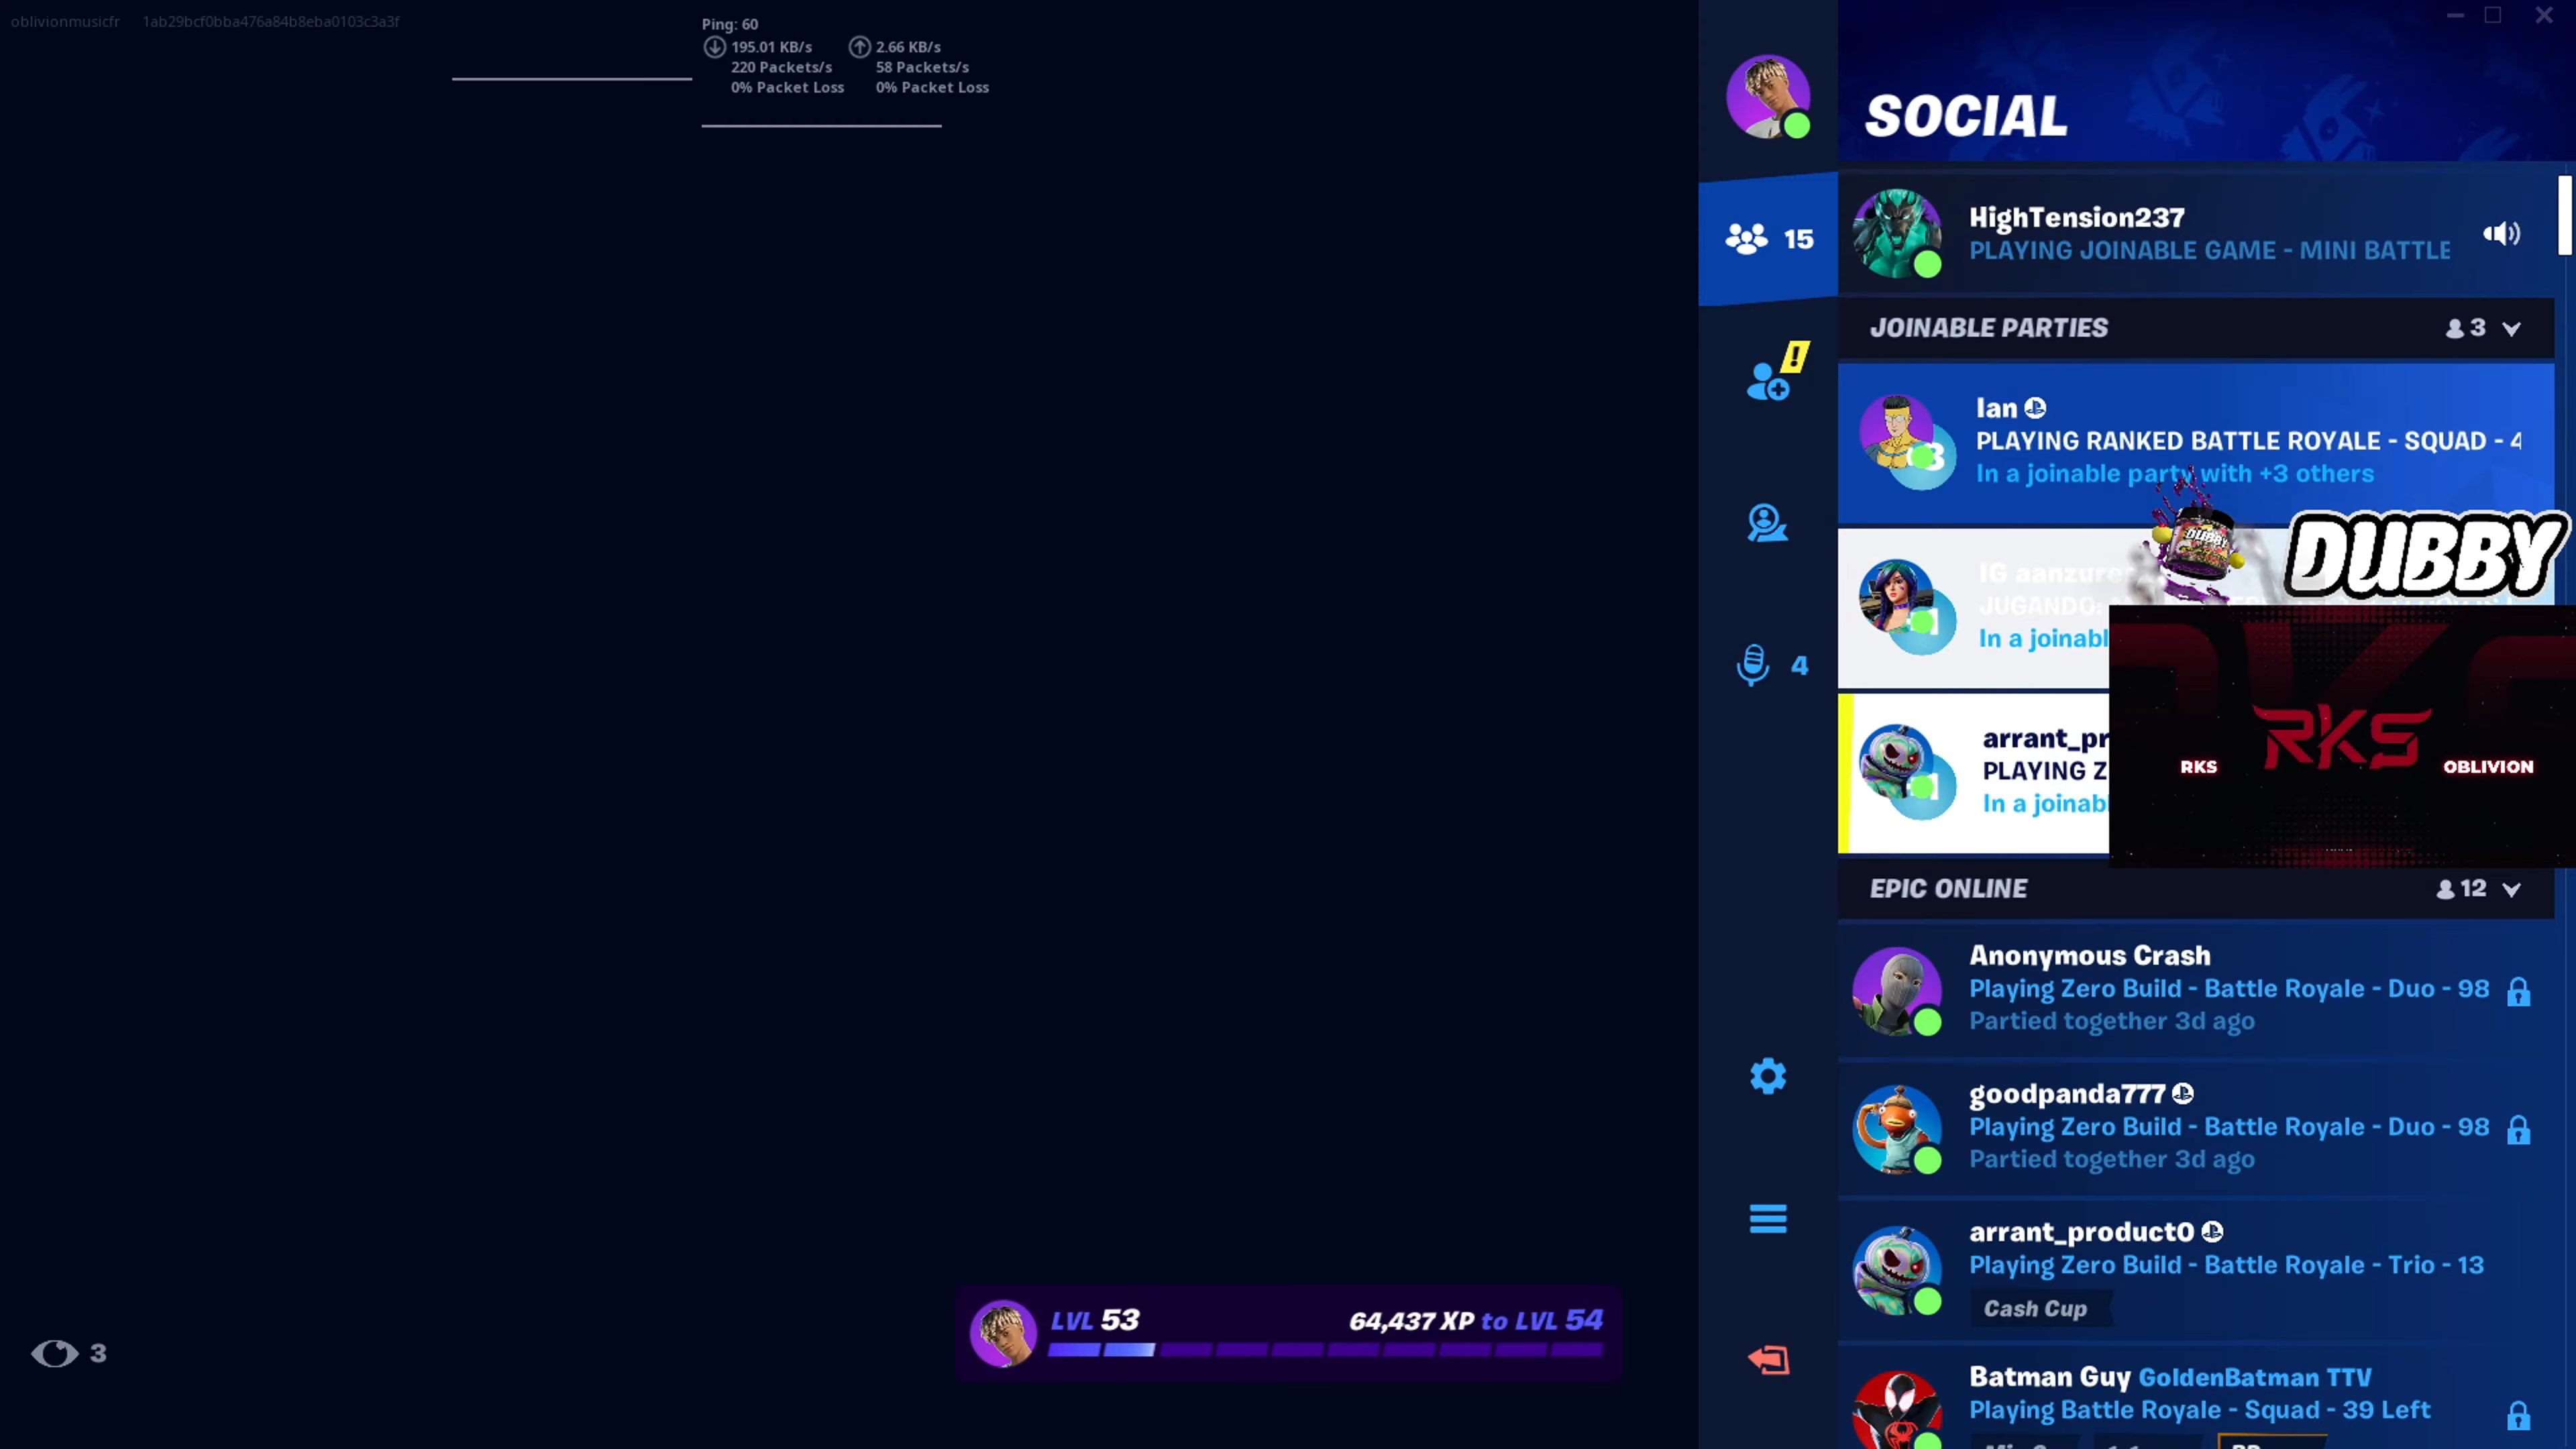 oblivionmusicfr 1ab29bcf0bba476a84b8eba0103c3a3f
Ping: 60
195.01 KB/s 2.66 KB/s
220 Packets/s 58 Packets/s
0% Packet Loss 0% Packet Loss
SOCIAL
15
HighTension237
PLAYING JOINABLE GAME - MINI BATTLE
JOINABLE PARTIES 3
Ian
PLAYING RANKED BATTLE ROYALE - SQUAD - 4
In a joinable party with +3 others
DUBBY
IG aanzure
JUGANDO:
In a joinabl
4
arrant_pr
PLAYING Z
In a joinabl
RKS
RKS OBLIVION
EPIC ONLINE 12
Anonymous Crash
Playing Zero Build - Battle Royale - Duo - 98
Partied together 3d ago
goodpanda777
Playing Zero Build - Battle Royale - Duo - 98
Partied together 3d ago
arrant_product0
Playing Zero Build - Battle Royale - Trio - 13
Cash Cup
Batman Guy GoldenBatman TTV
Playing Battle Royale - Squad - 39 Left
LVL 53 64,437 XP to LVL 54
3